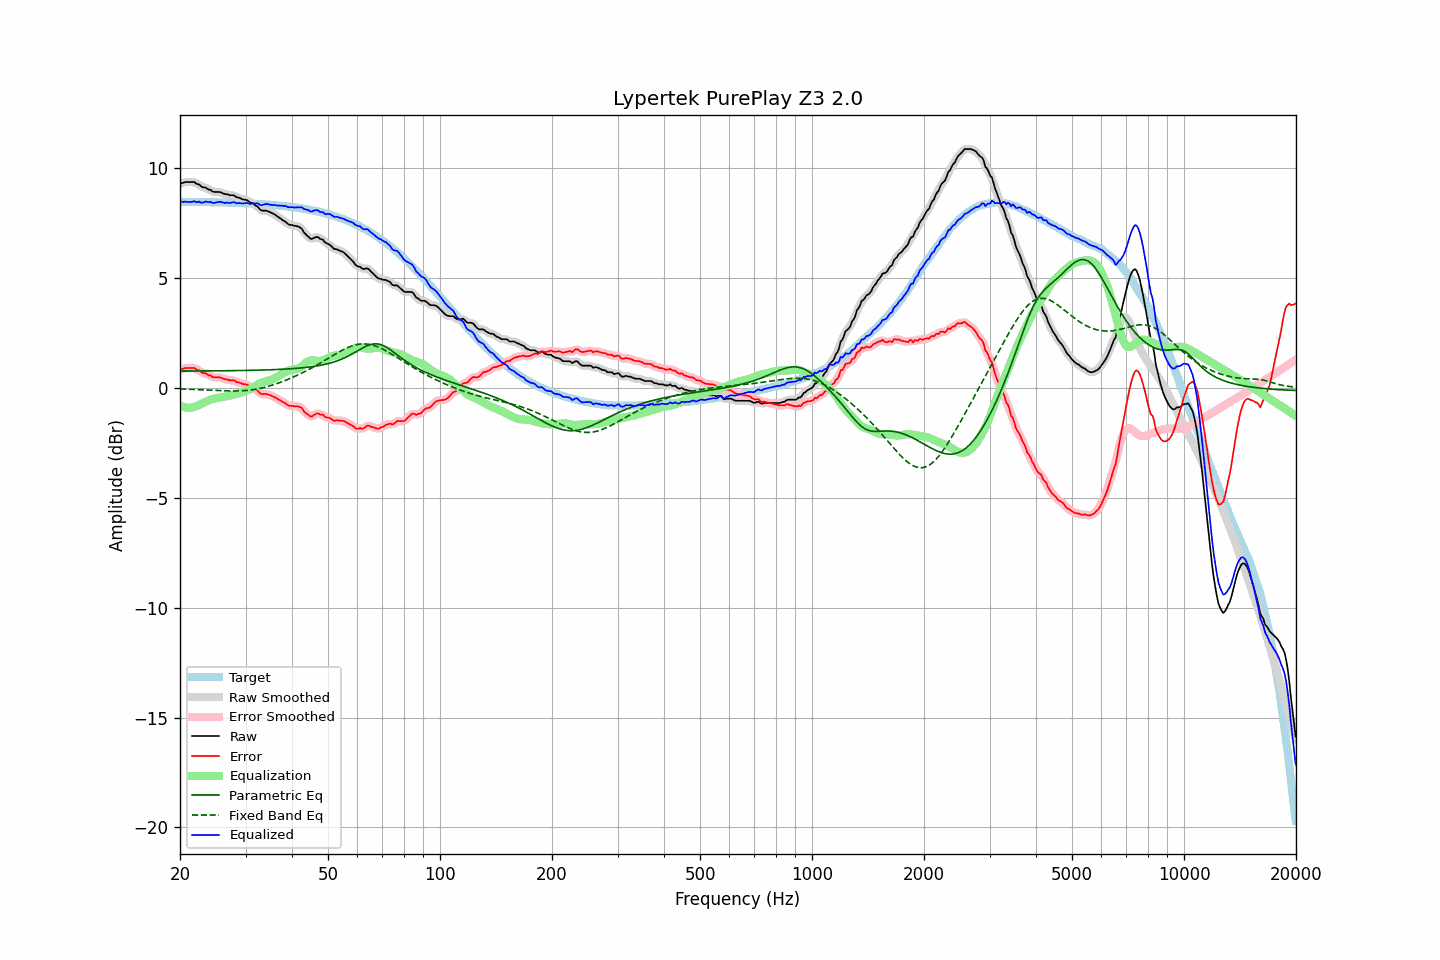 Lypertek PurePlay Z3 2.0
10
5
0
−5
−10
−15
−20
Amplitude (dBr)
Target
Raw Smoothed
Error Smoothed
Raw
Error
Equalization
Parametric Eq
Fixed Band Eq
Equalized
20 50 100 200 500 1000 2000 5000 10000 20000
Frequency (Hz)